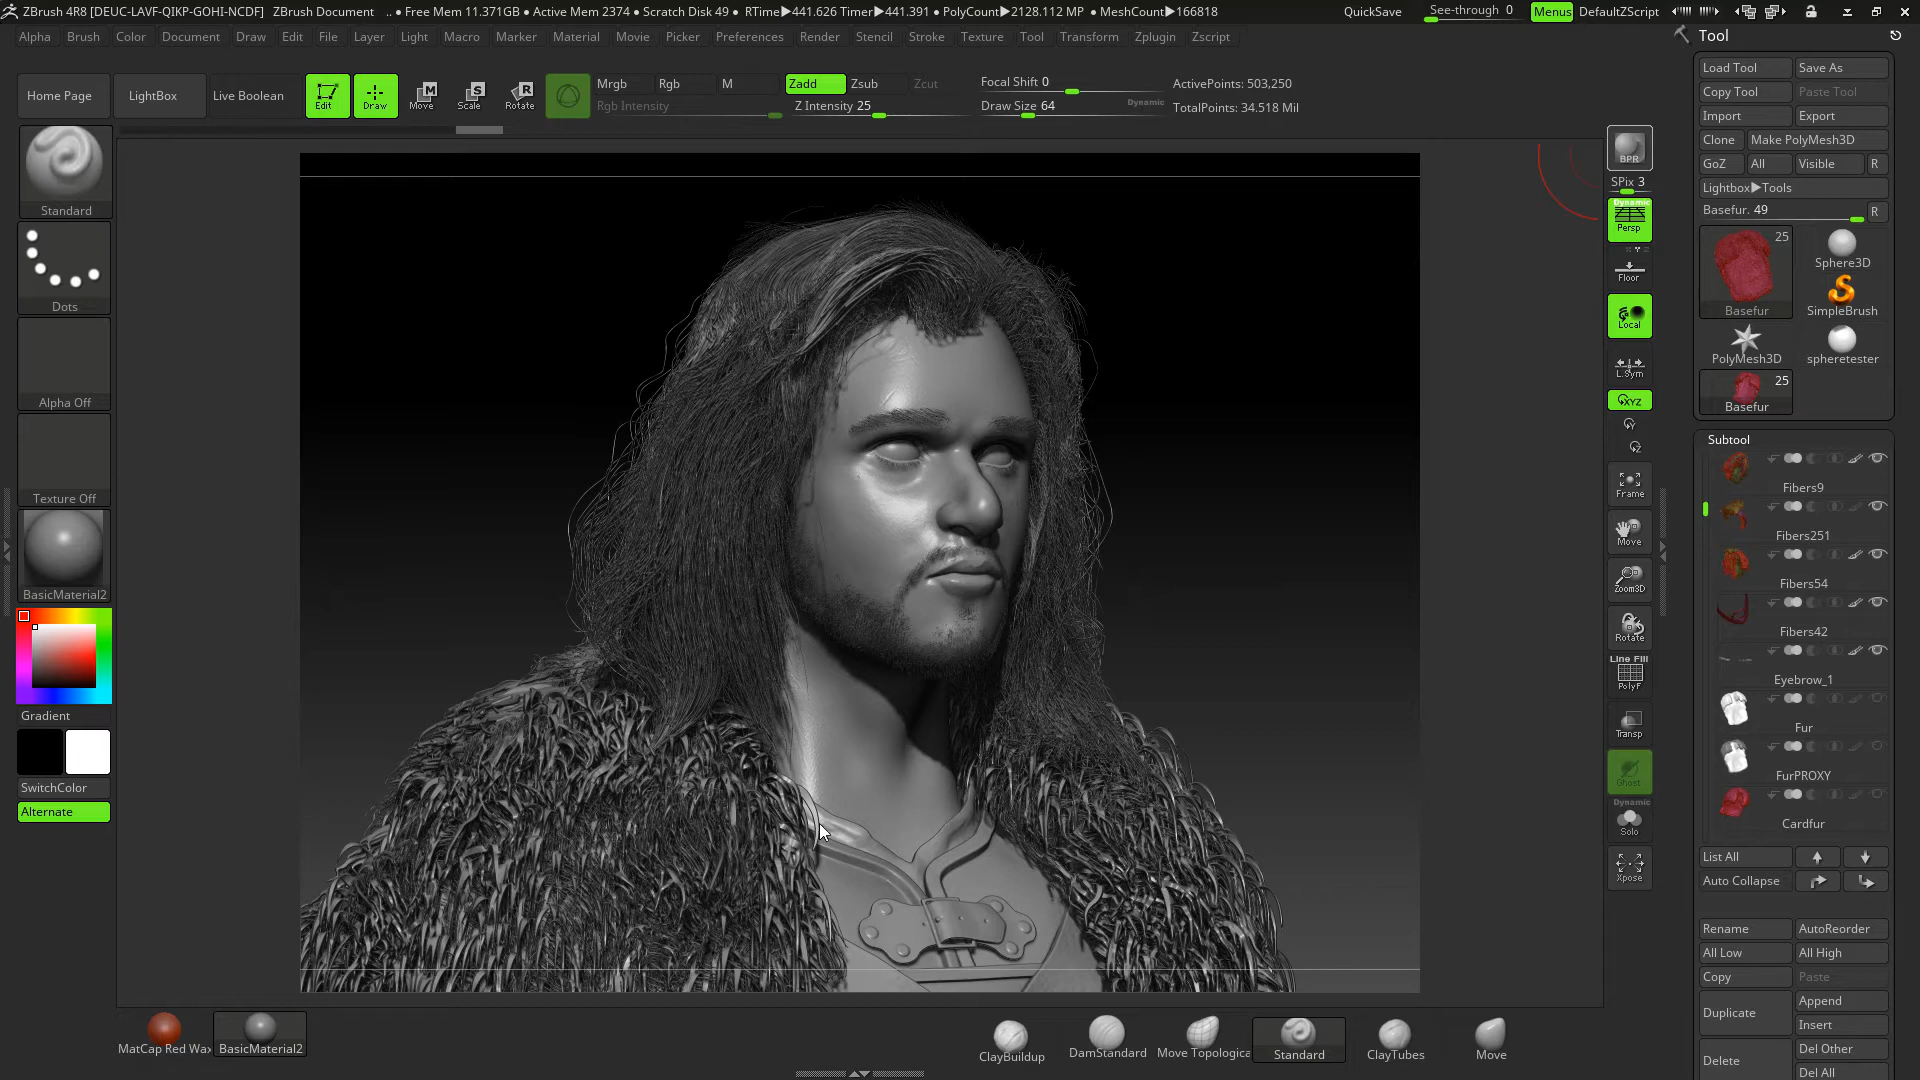 ZBrush 4R8 [DEUC-LAVF-QIKP-GOHI-NCDF]   ZBrush Document   .. ● Free Mem 11.371GB ● Active Mem 2374 ● Scratch Disk 49 ●  RTime▶441.626 Timer▶441.391 ● PolyCount▶2128.112 MP  ● MeshCount▶166818
QuickSave
See-through 0
Menus
DefaultZScript
Alpha Brush Color Document Draw Edit File Layer Light Macro Marker Material Movie Picker Preferences Render Stencil Stroke Texture Tool Transform Zplugin Zscript
Home Page
LightBox
Live Boolean
Edit
Draw
Move
Scale
Rotate
Mrgb Rgb M
Rgb Intensity
Zadd Zsub Zcut
Z Intensity 25
Focal Shift 0
Draw Size 64
Dynamic
ActivePoints: 503,250
TotalPoints: 34.518 Mil
Standard
Dots
Alpha Off
Texture Off
BasicMaterial2
Gradient
SwitchColor
Alternate
BPR
SPix 3
Dynamic
Persp
Floor
Local
L.Sym
XYZ
Y
Z
Frame
Move
Zoom3D
Rotate
Line Fill
PolyF
Transp
Ghost
Dynamic
Solo
Xpose
Tool
Load Tool
Save As
Copy Tool
Paste Tool
Import
Export
Clone
Make PolyMesh3D
GoZ
All
Visible
R
Lightbox▶Tools
Basefur. 49
R
25
Basefur
Sphere3D
SimpleBrush
PolyMesh3D
spheretester
25
Basefur
Subtool
Fibers9
Fibers251
Fibers54
Fibers42
Eyebrow_1
Fur
FurPROXY
Cardfur
List All
Auto Collapse
Rename
AutoReorder
All Low
All High
Copy
Paste
Duplicate
Append
Insert
Delete
Del Other
Del All
MatCap Red Wax
BasicMaterial2
ClayBuildup
DamStandard
Move Topologica
Standard
ClayTubes
Move